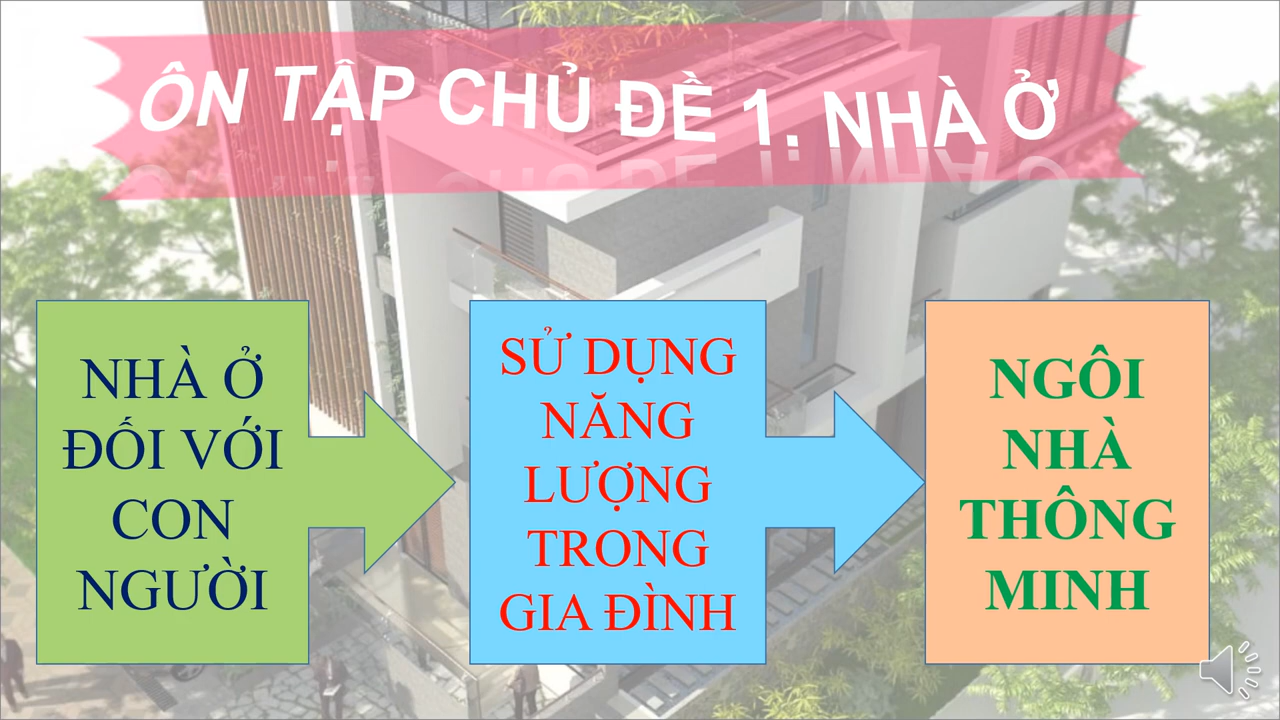 ÔN TẬP CHỦ ĐỀ 1. NHÀ Ở
NHÀ Ở
ĐỐI VỚI
CON
NGƯỜI
SỬ DỤNG
NĂNG
LƯỢNG
TRONG
GIA ĐÌNH
NGÔI
NHÀ
THÔNG
MINH